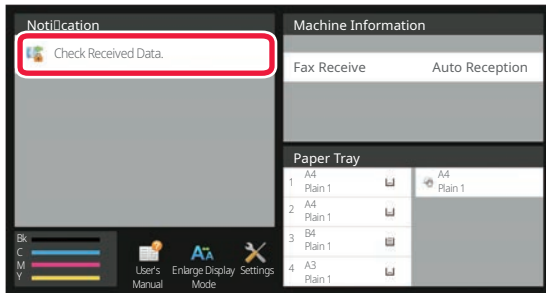 Notification
Check Received Data.
Machine Information
Fax Receive Auto Reception
Paper Tray
1 A4
Plain 1
A4
Plain 1
2 A4
Plain 1
3 B4
Plain 1
4 A3
Plain 1
Bk
C
M
Y
User's
Manual
Enlarge Display
Mode
Settings